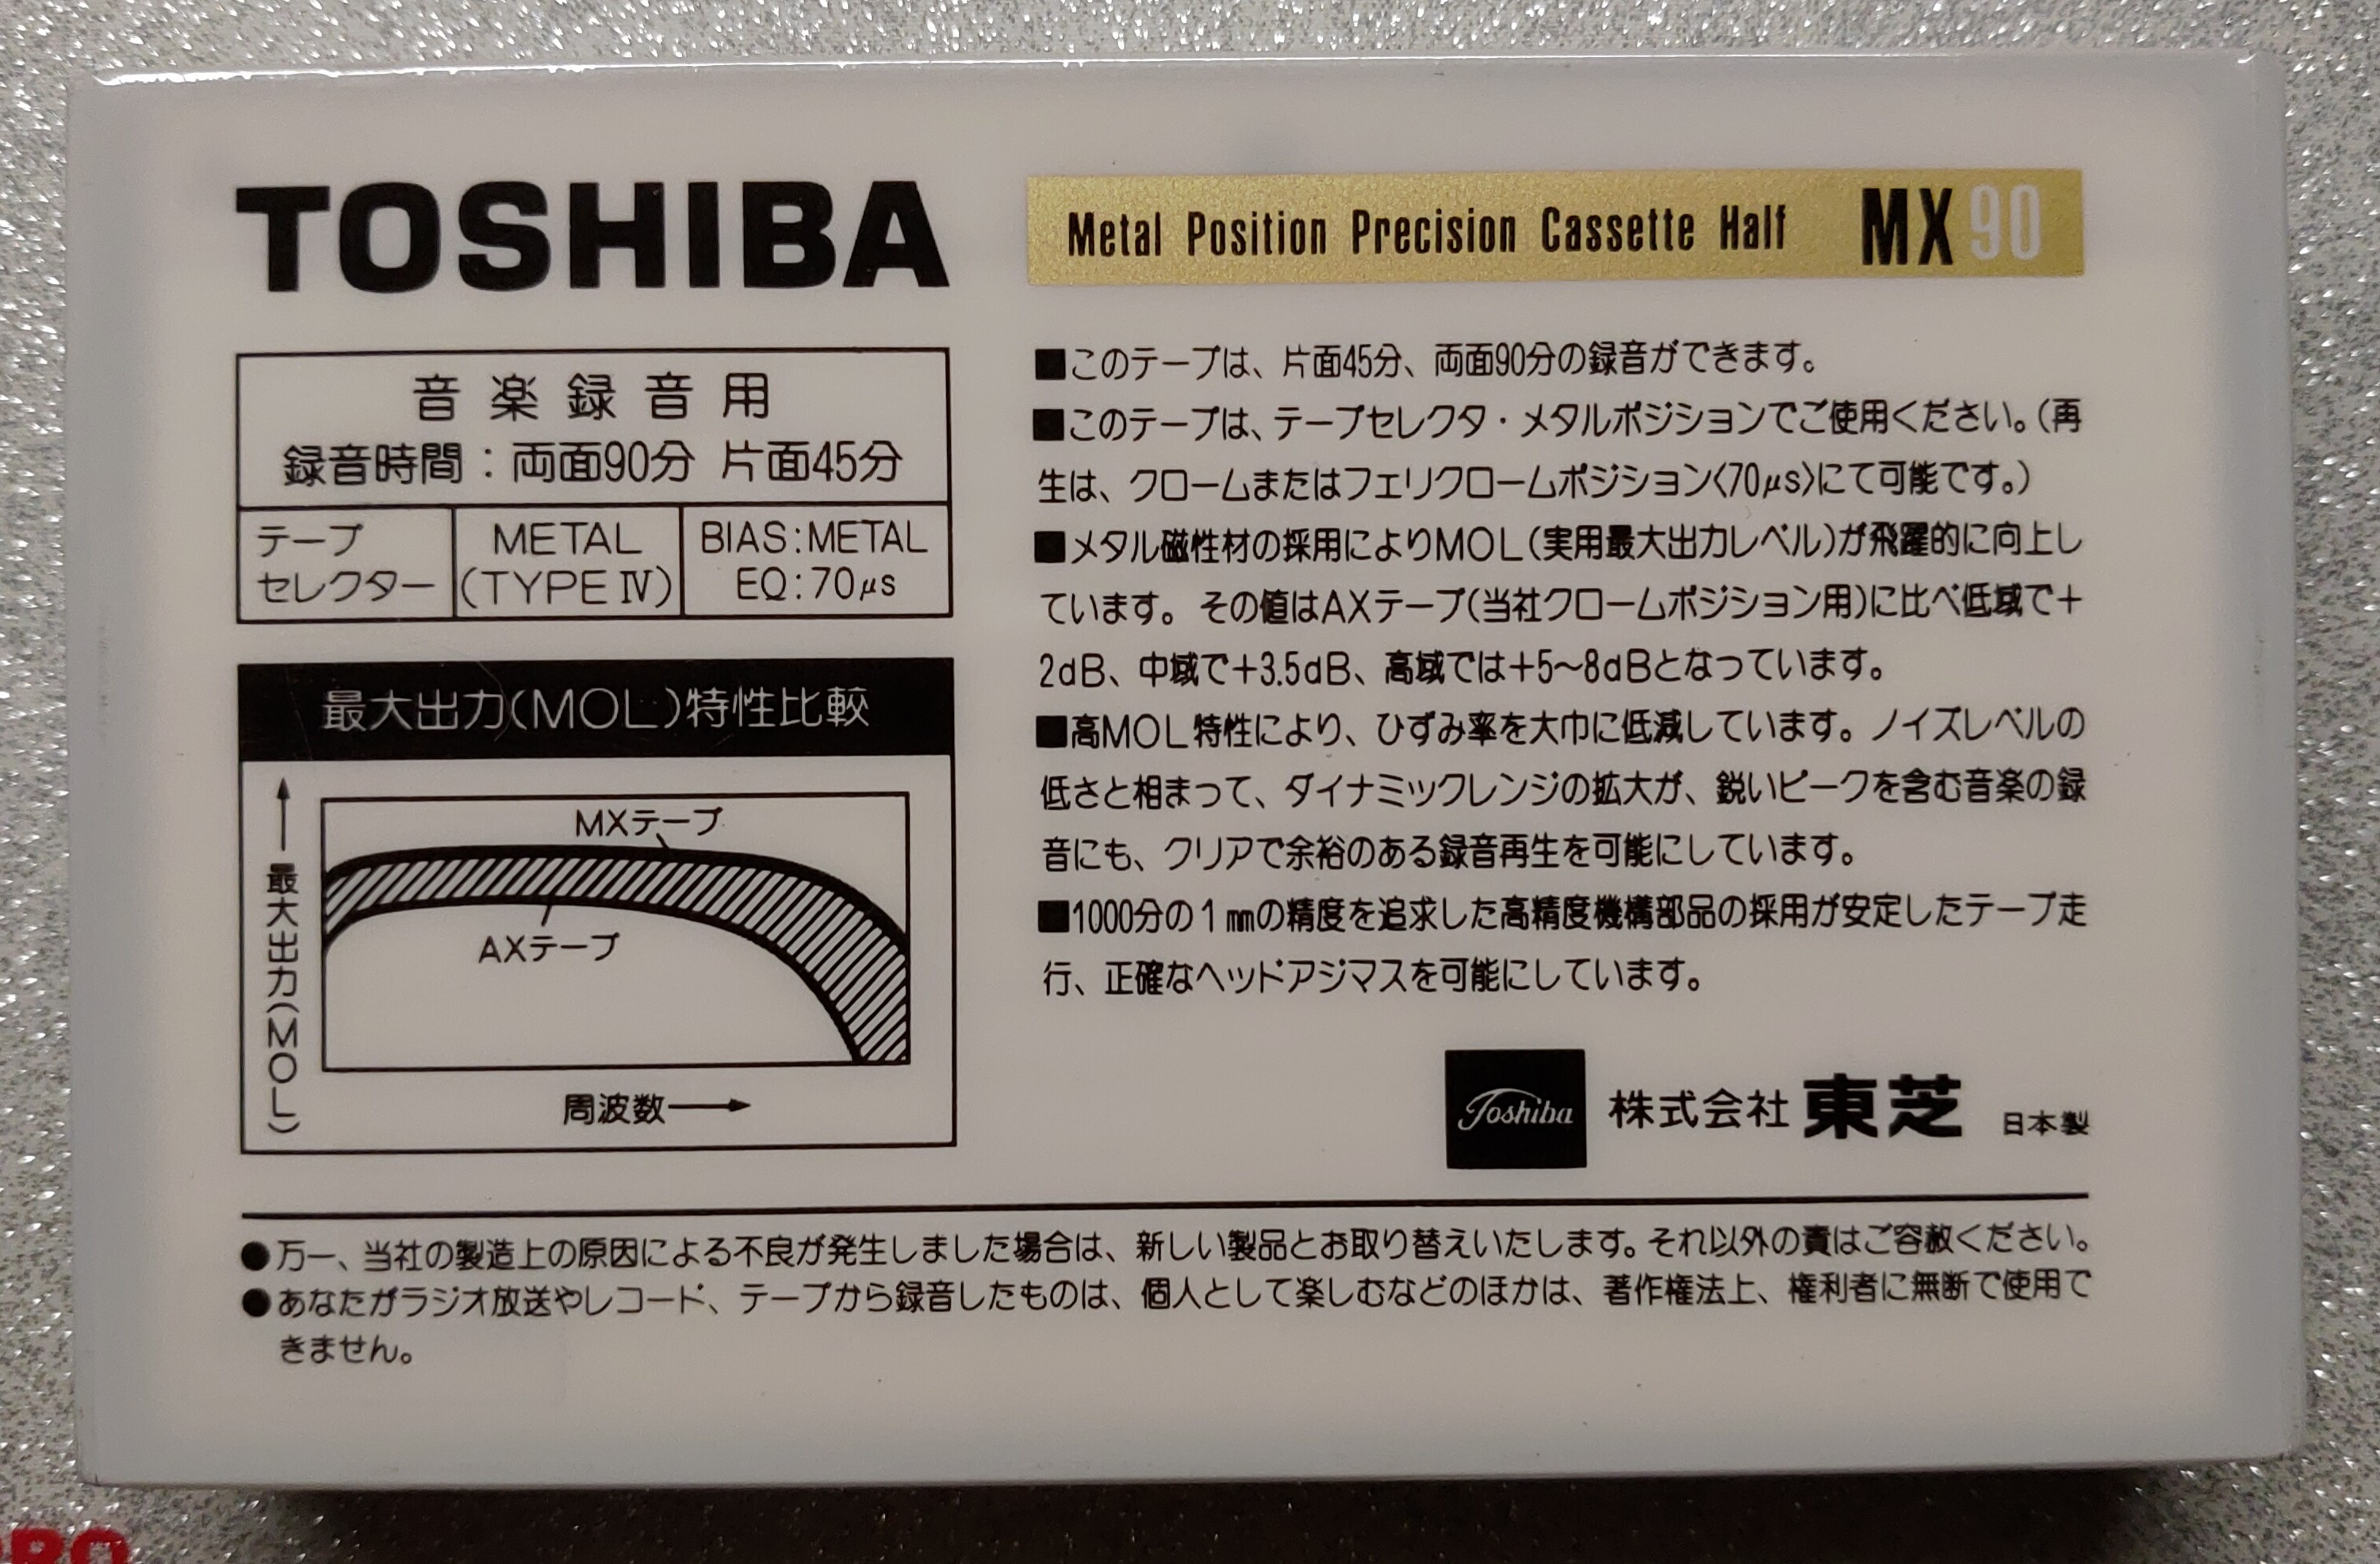 TOSHIBA
Metal Position Precision Cassette Half MX90
音楽録音用
録音時間：両面90分 片面45分
テープ
セレクター
METAL
(TYPE Ⅳ)
BIAS:METAL
EQ:70μs
最大出力(MOL)特性比較
最大出力(MOL)
MXテープ
AXテープ
周波数
■このテープは、片面45分、両面90分の録音ができます。
■このテープは、テープセレクタ・メタルポジションでご使用ください。(再
生は、クロームまたはフェリクロームポジション〈70μs〉にて可能です。)
■メタル磁性材の採用によりMOL(実用最大出力レベル)が飛躍的に向上し
ています。その値はAXテープ(当社クロームポジション用)に比べ低域で＋
2dB、中域で＋3.5dB、高域では＋5〜8dBとなっています。
■高MOL特性により、ひずみ率を大巾に低減しています。ノイズレベルの
低さと相まって、ダイナミックレンジの拡大が、鋭いピークを含む音楽の録
音にも、クリアで余裕のある録音再生を可能にしています。
■1000分の1㎜の精度を追求した高精度機構部品の採用が安定したテープ走
行、正確なヘッドアジマスを可能にしています。
Toshiba
株式会社 東芝 日本製
●万一、当社の製造上の原因による不良が発生しました場合は、新しい製品とお取り替えいたします。それ以外の責はご容赦ください。
●あなたがラジオ放送やレコード、テープから録音したものは、個人として楽しむなどのほかは、著作権法上、権利者に無断で使用で
きません。